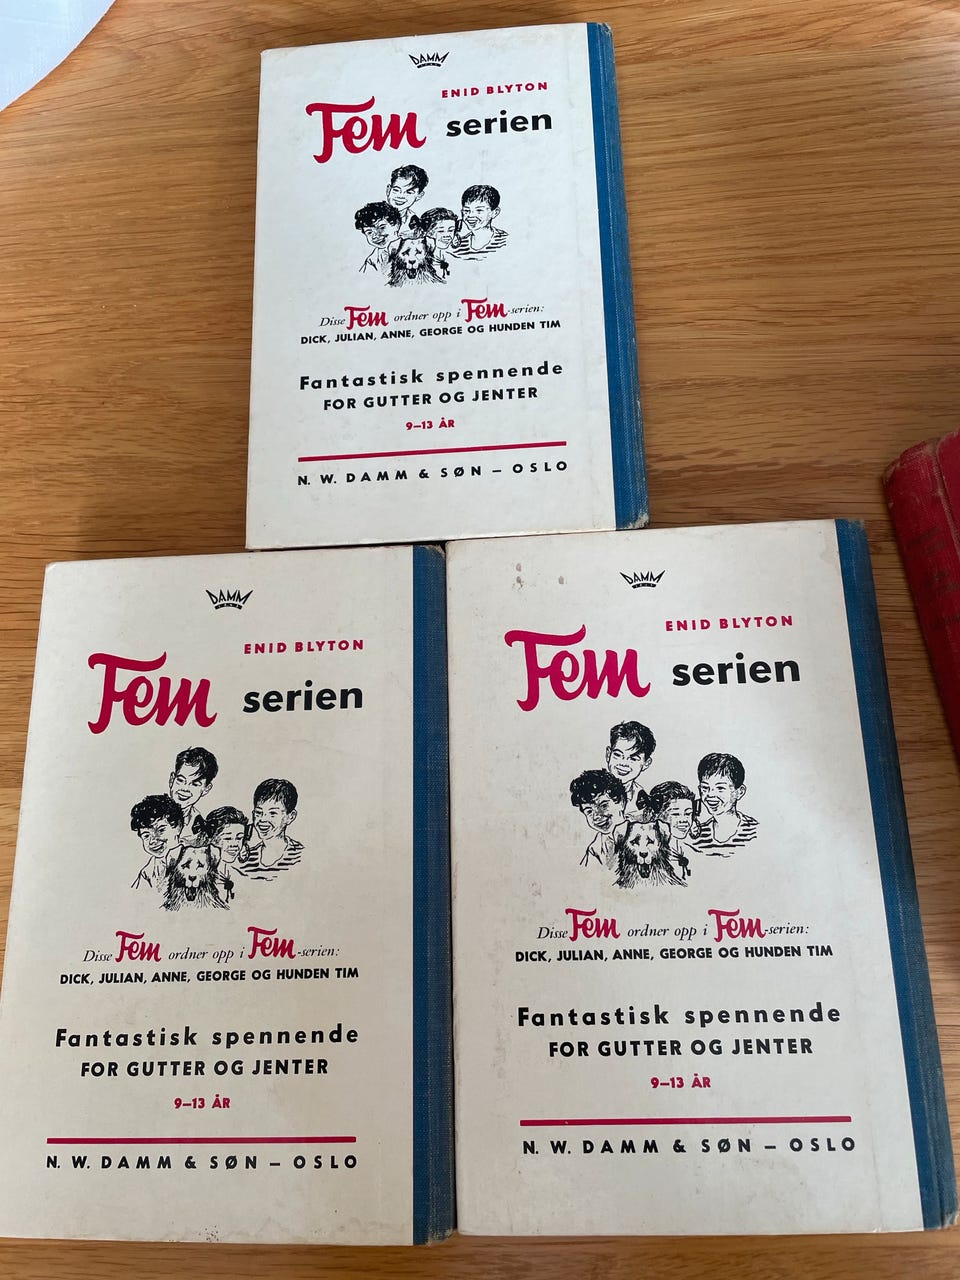 DAMM
ENID BLYTON
Fem serien
Disse Fem ordner opp i Fem-serien:
DICK, JULIAN, ANNE, GEORGE OG HUNDEN TIM
Fantastisk spennende
FOR GUTTER OG JENTER
9–13 ÅR
N. W. DAMM & SØN – OSLO
DAMM
ENID BLYTON
Fem serien
Disse Fem ordner opp i Fem-serien:
DICK, JULIAN, ANNE, GEORGE OG HUNDEN TIM
Fantastisk spennende
FOR GUTTER OG JENTER
9–13 ÅR
N. W. DAMM & SØN – OSLO
DAMM
ENID BLYTON
Fem serien
Disse Fem ordner opp i Fem-serien:
DICK, JULIAN, ANNE, GEORGE OG HUNDEN TIM
Fantastisk spennende
FOR GUTTER OG JENTER
9–13 ÅR
N. W. DAMM & SØN – OSLO